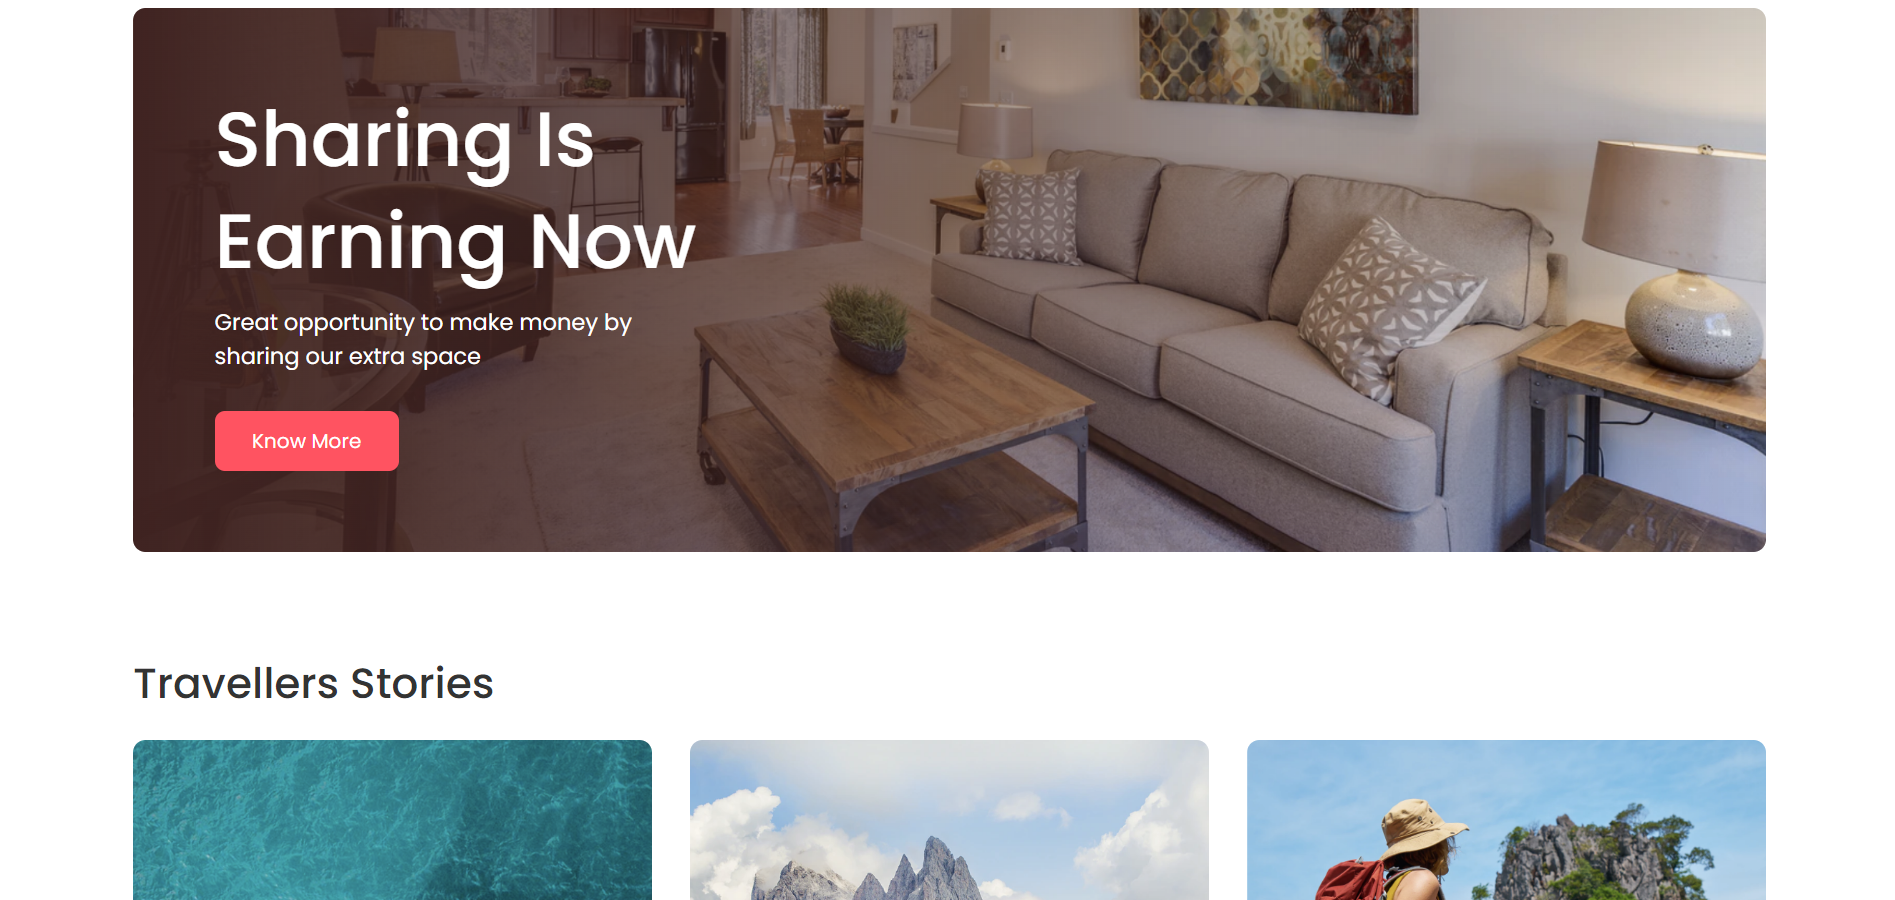 Sharing Is
Earning Now
Great opportunity to make money by
sharing our extra space
Know More
Travellers Stories